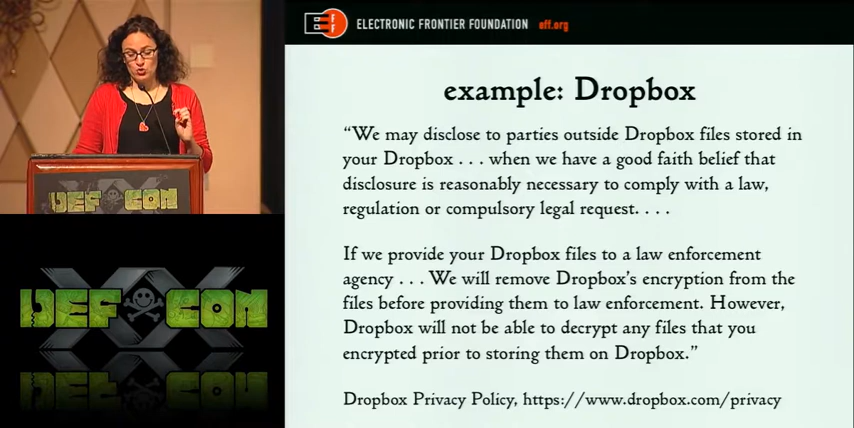 EFF
ELECTRONIC FRONTIER FOUNDATION eff.org
example: Dropbox
“We may disclose to parties outside Dropbox files stored in
your Dropbox . . . when we have a good faith belief that
disclosure is reasonably necessary to comply with a law,
regulation or compulsory legal request. . . .
If we provide your Dropbox files to a law enforcement
agency . . . We will remove Dropbox’s encryption from the
files before providing them to law enforcement. However,
Dropbox will not be able to decrypt any files that you
encrypted prior to storing them on Dropbox.”
Dropbox Privacy Policy, https://www.dropbox.com/privacy
DEF CON
XX
DEF CON
DEF CON